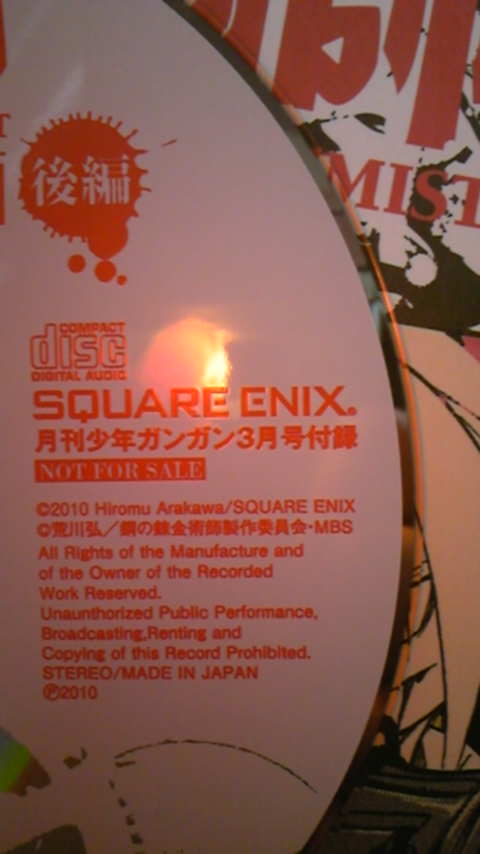 師
MIST
後編
COMPACT
disc
DIGITAL AUDIO
SQUARE ENIX.
月刊少年ガンガン3月号付録
NOT FOR SALE
©2010 Hiromu Arakawa/SQUARE ENIX
©荒川弘／鋼の錬金術師製作委員会・MBS
All Rights of the Manufacture and
of the Owner of the Recorded
Work Reserved.
Unaunthorized Public Performance,
Broadcasting,Renting and
Copying of this Record Prohibited.
STEREO/MADE IN JAPAN
℗2010